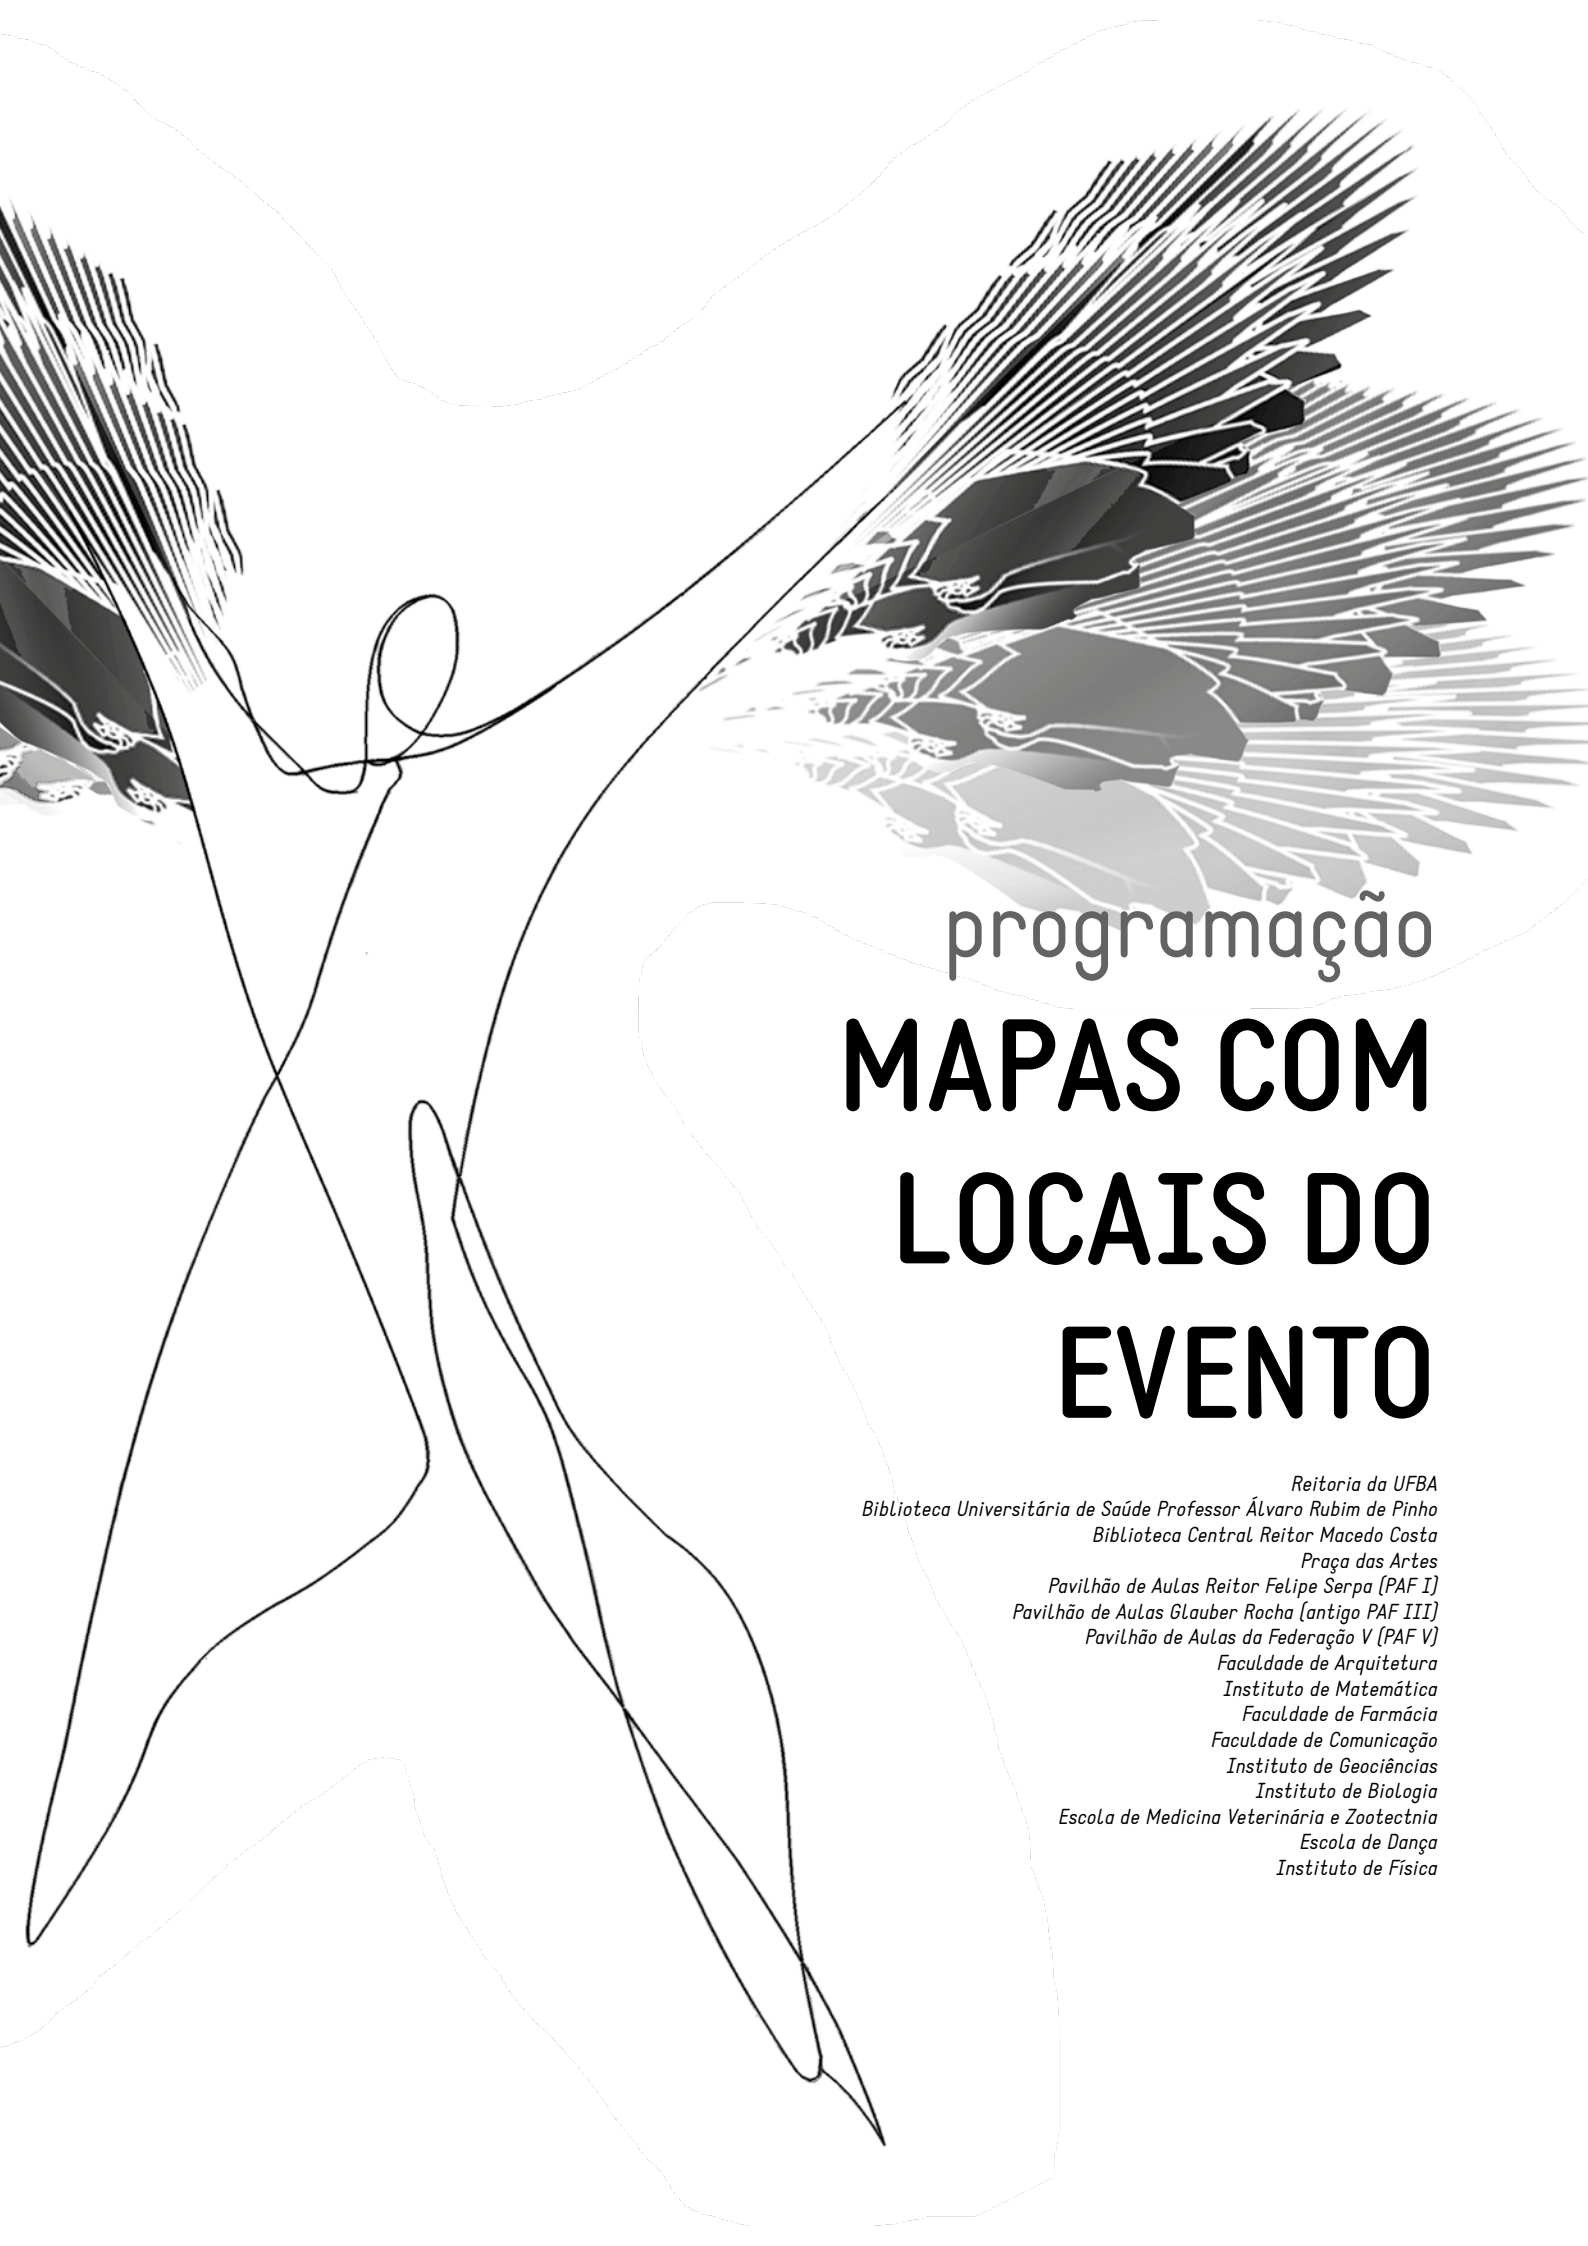 programação
MAPAS COM
LOCAIS DO
EVENTO
Reitoria da UFBA
Biblioteca Universitária de Saúde Professor Álvaro Rubim de Pinho
Biblioteca Central Reitor Macedo Costa
Praça das Artes
Pavilhão de Aulas Reitor Felipe Serpa (PAF I)
Pavilhão de Aulas Glauber Rocha (antigo PAF III)
Pavilhão de Aulas da Federação V (PAF V)
Faculdade de Arquitetura
Instituto de Matemática
Faculdade de Farmácia
Faculdade de Comunicação
Instituto de Geociências
Instituto de Biologia
Escola de Medicina Veterinária e Zootectnia
Escola de Dança
Instituto de Física